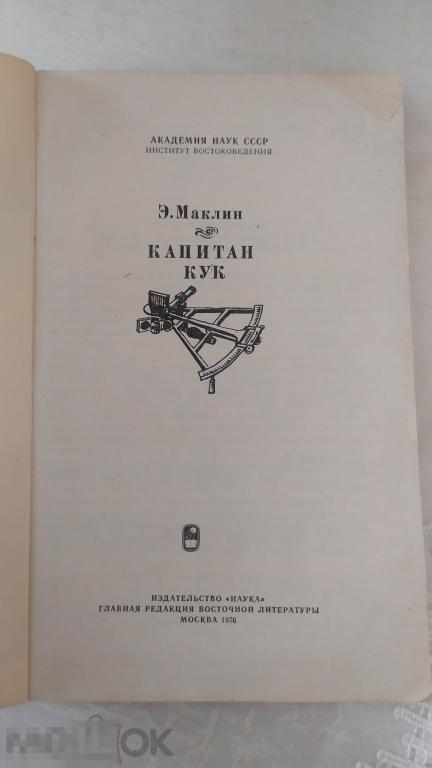 АКАДЕМИЯ НАУК СССР
ИНСТИТУТ ВОСТОКОВЕДЕНИЯ
Э. Маклин
КАПИТАН
КУК
ИЗДАТЕЛЬСТВО «НАУКА»
ГЛАВНАЯ РЕДАКЦИЯ ВОСТОЧНОЙ ЛИТЕРАТУРЫ
МОСКВА 1976